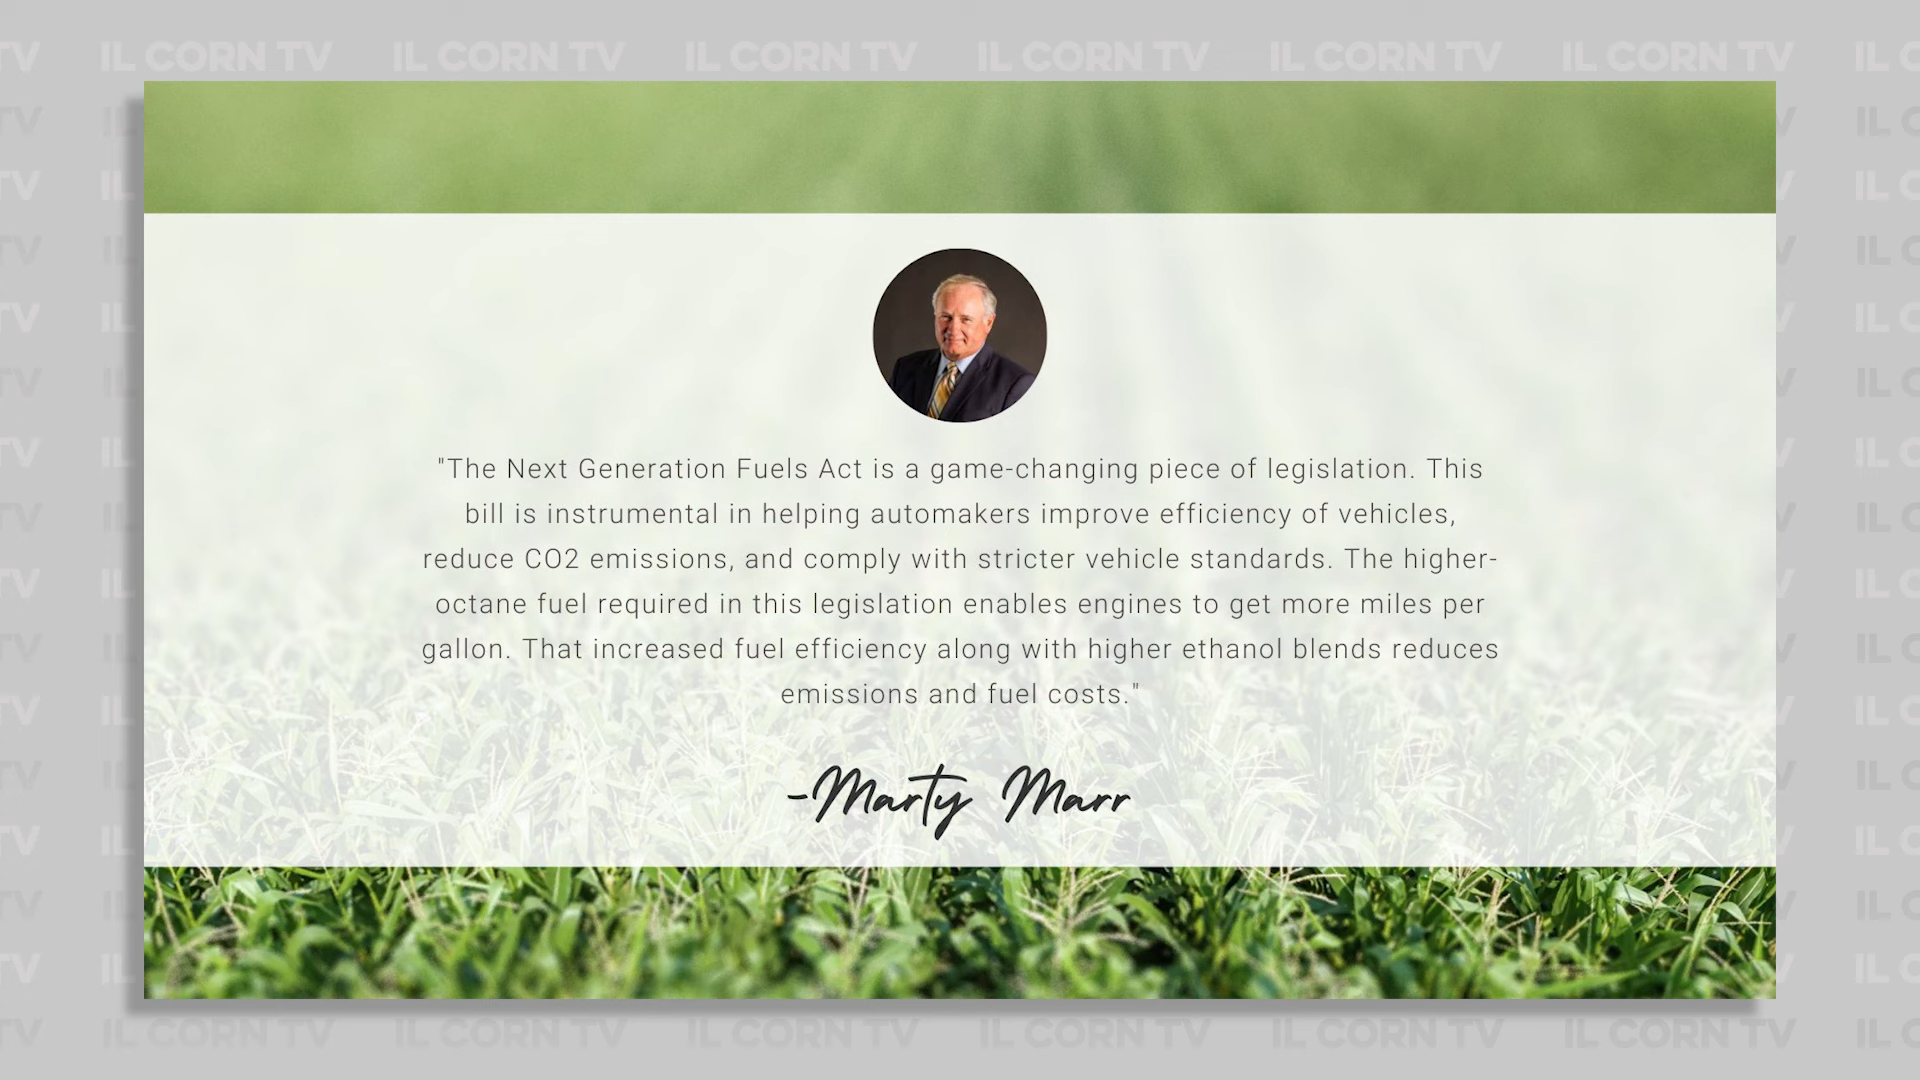 IL CORN TV IL CORN TV IL CORN TV IL CORN TV IL CORN TV IL CORN TV
"The Next Generation Fuels Act is a game-changing piece of legislation. This
bill is instrumental in helping automakers improve efficiency of vehicles,
reduce CO2 emissions, and comply with stricter vehicle standards. The higher-
octane fuel required in this legislation enables engines to get more miles per
gallon. That increased fuel efficiency along with higher ethanol blends reduces
emissions and fuel costs."
-Marty Marr
IL CORN TV IL CORN TV IL CORN TV IL CORN TV IL CORN TV IL CORN TV